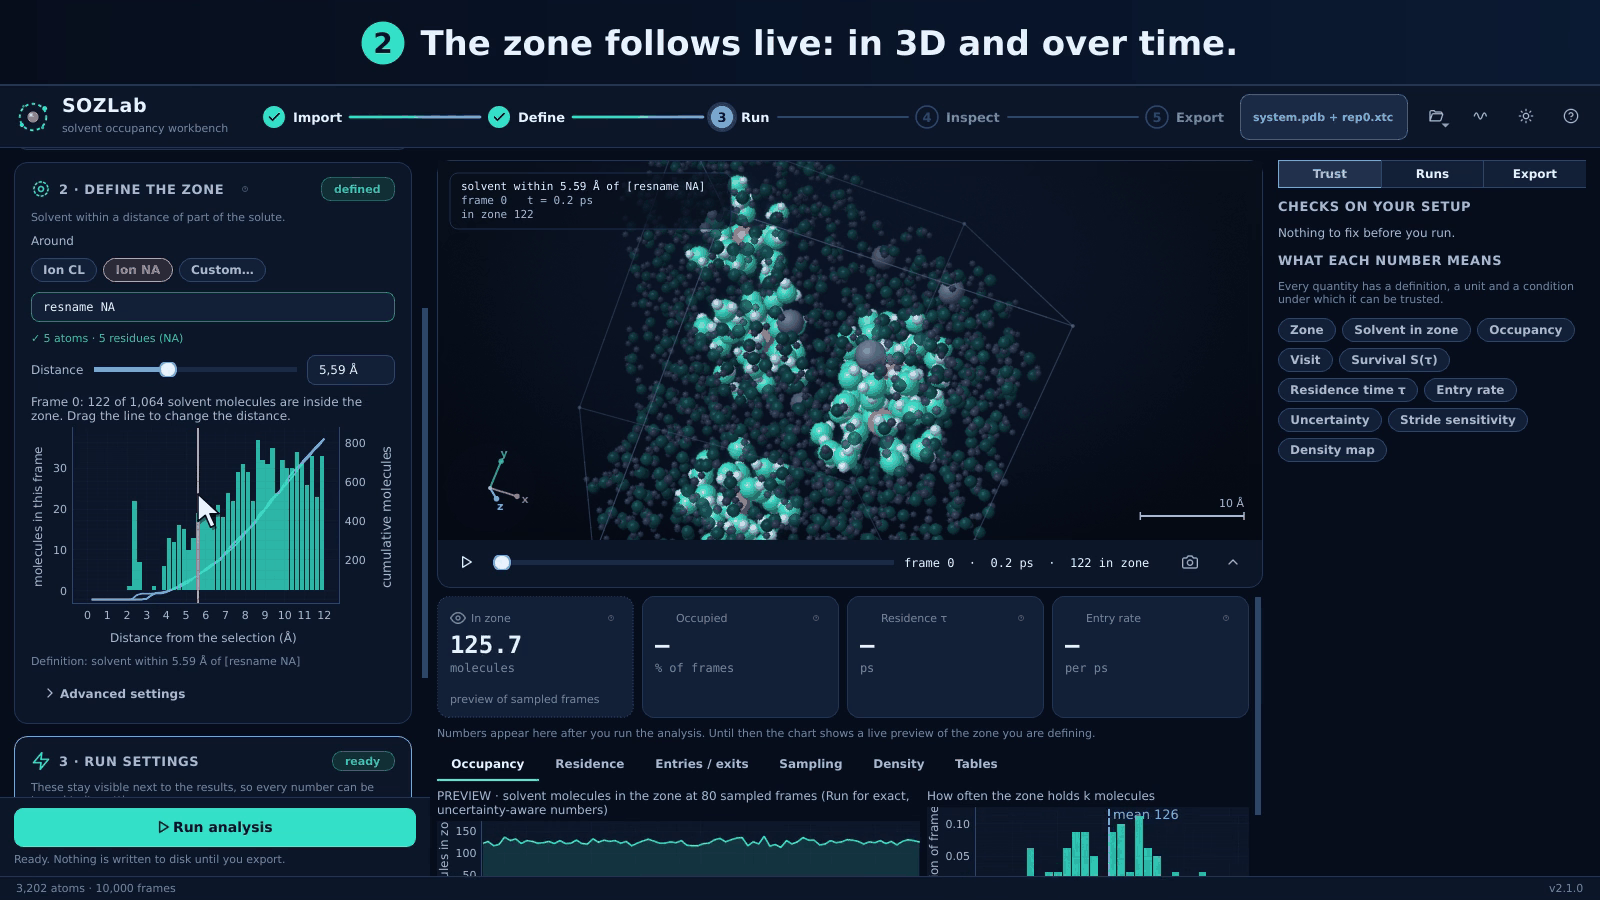 2 The zone follows live: in 3D and over time.
SOZLab
solvent occupancy workbench
Import
Define
3 Run
4 Inspect
5 Export
system.pdb + rep0.xtc
2 · DEFINE THE ZONE
defined
Solvent within a distance of part of the solute.
Around
Ion CL
Ion NA
Custom…
resname NA
✓ 5 atoms · 5 residues (NA)
Distance
5,59 Å
Frame 0: 122 of 1,064 solvent molecules are inside the
zone. Drag the line to change the distance.
molecules in this frame
30
20
10
0
800
600
400
200
cumulative molecules
0 1 2 3 4 5 6 7 8 9 10 11 12
Distance from the selection (Å)
Definition: solvent within 5.59 Å of [resname NA]
Advanced settings
3 · RUN SETTINGS
ready
These stay visible next to the results, so every number can be
Run analysis
Ready. Nothing is written to disk until you export.
solvent within 5.59 Å of [resname NA]
frame 0 t = 0.2 ps
in zone 122
y
x
z
10 Å
frame 0 · 0.2 ps · 122 in zone
In zone
125.7
molecules
preview of sampled frames
Occupied
—
% of frames
Residence τ
—
ps
Entry rate
—
per ps
Numbers appear here after you run the analysis. Until then the chart shows a live preview of the zone you are defining.
Occupancy
Residence
Entries / exits
Sampling
Density
Tables
PREVIEW · solvent molecules in the zone at 80 sampled frames (Run for exact,
uncertainty-aware numbers)
150
100
50
How often the zone holds k molecules
mean 126
0.10
0.05
Trust
Runs
Export
CHECKS ON YOUR SETUP
Nothing to fix before you run.
WHAT EACH NUMBER MEANS
Every quantity has a definition, a unit and a condition
under which it can be trusted.
Zone
Solvent in zone
Occupancy
Visit
Survival S(τ)
Residence time τ
Entry rate
Uncertainty
Stride sensitivity
Density map
3,202 atoms · 10,000 frames
v2.1.0